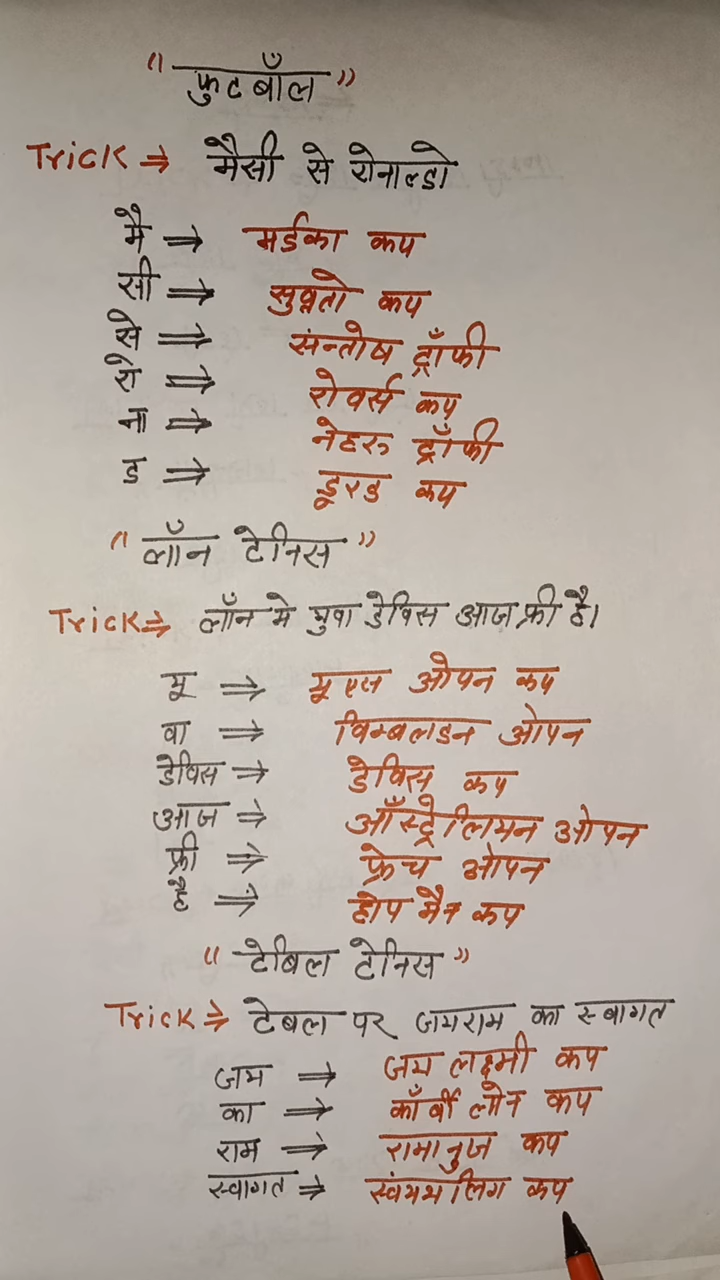 " फुटबॉल "
Trick ⇒ मैसी से रोनाल्डो
मै ⇒ मर्डका कप
सी ⇒ सुब्रतो कप
से ⇒ सन्तोष ट्रॉफी
रो ⇒ रोवर्स कप
ना ⇒ नेहरु ट्रॉफी
ड ⇒ डूरंड कप
" लॉन टेनिस "
Trick ⇒ लॉन मे युवा डेविस आज फ्री है।
यू ⇒ यूएस ओपन कप
वा ⇒ विम्बलडन ओपन
डेविस ⇒ डेविस कप
आज ⇒ ऑस्ट्रेलियन ओपन
फ्री ⇒ फ्रेच ओपन
है ⇒ होप मैन कप
" टेबिल टेनिस "
Trick ⇒ टेबल पर जयराम का स्वागत
जय ⇒ जय लक्ष्मी कप
का ⇒ कॉर्बी लोन कप
राम ⇒ रामानुज कप
स्वागत ⇒ कप